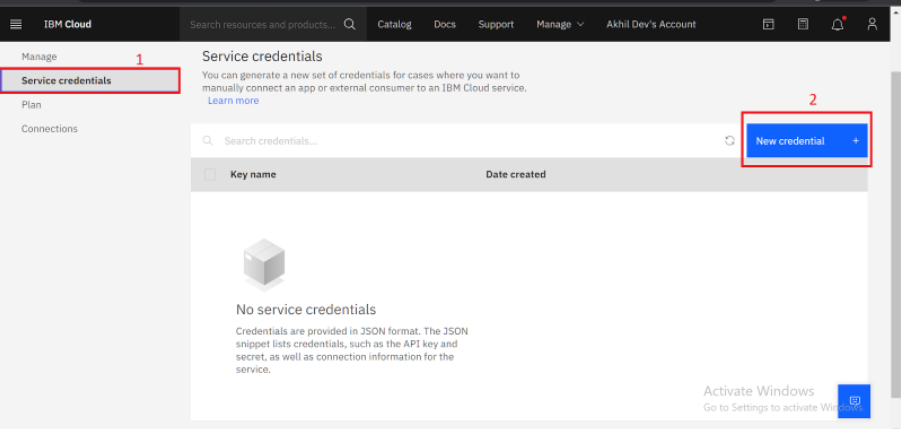 IBM Cloud
Search resources and products...
Catalog
Docs
Support
Manage
Akhil Dev's Account
Manage
1
Service credentials
Plan
Connections
Service credentials
You can generate a new set of credentials for cases where you want to
manually connect an app or external consumer to an IBM Cloud service.
Learn more
2
Search credentials...
New credential +
Key name
Date created
No service credentials
Credentials are provided in JSON format. The JSON
snippet lists credentials, such as the API key and
secret, as well as connection information for the
service.
Activate Windows
Go to Settings to activate Windows.